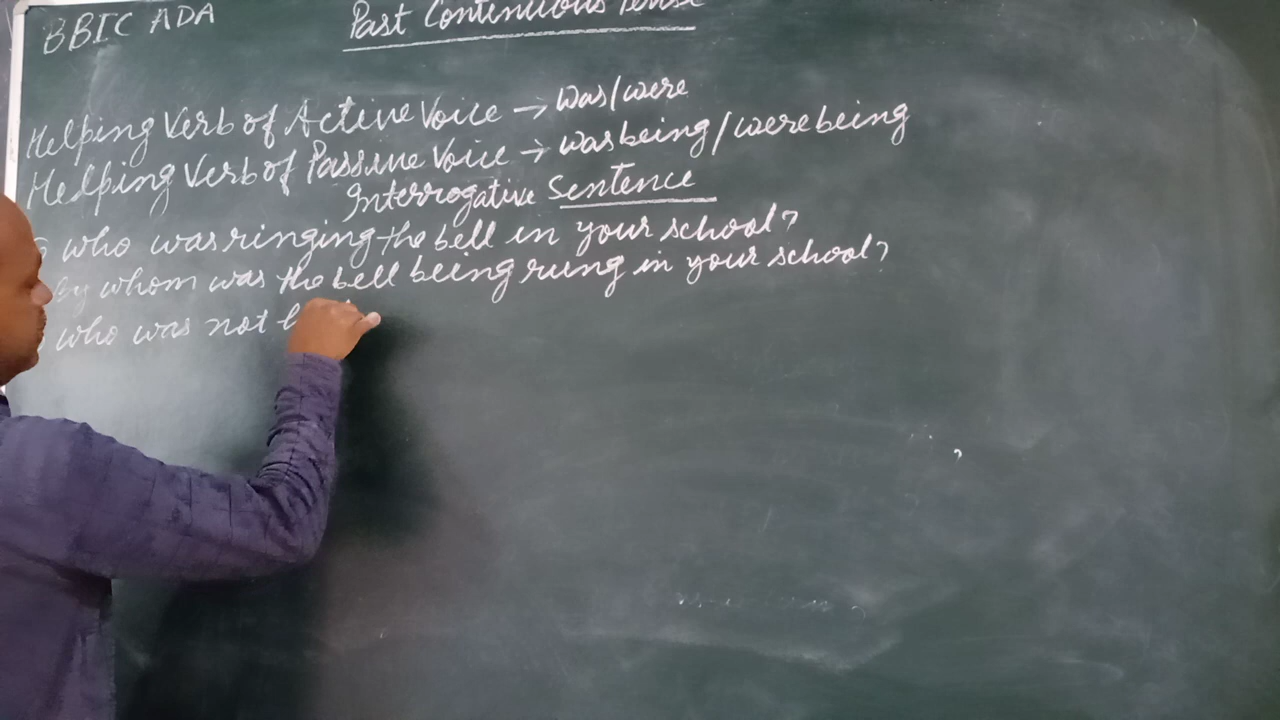 BBIC ADA
Past Continuous Tense
Helping Verb of Active Voice → was/were
Helping Verb of Passive Voice → was being/were being
Interrogative Sentence
who was ringing the bell in your school?
By whom was the bell being rung in your school?
who was not